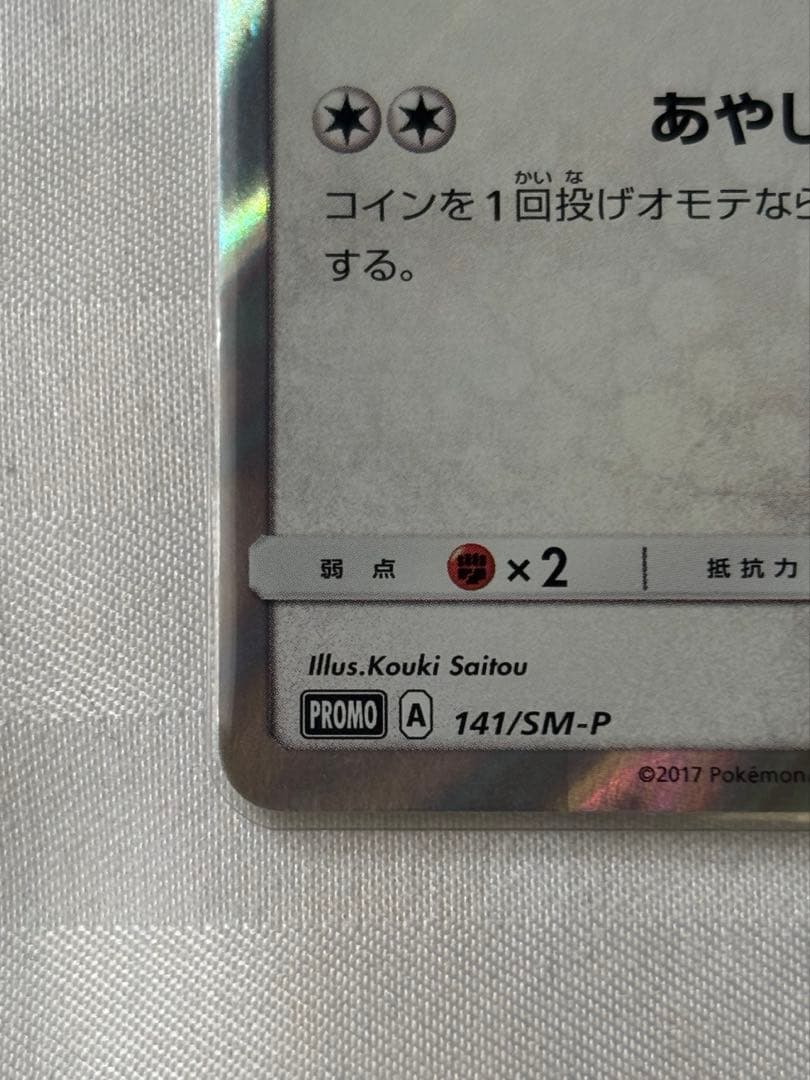 あやし
コインを1回投げオモテなら
かい な
する。
弱点 ×2 抵抗力
Illus.Kouki Saitou
PROMO A 141/SM-P
©2017 Pokémon